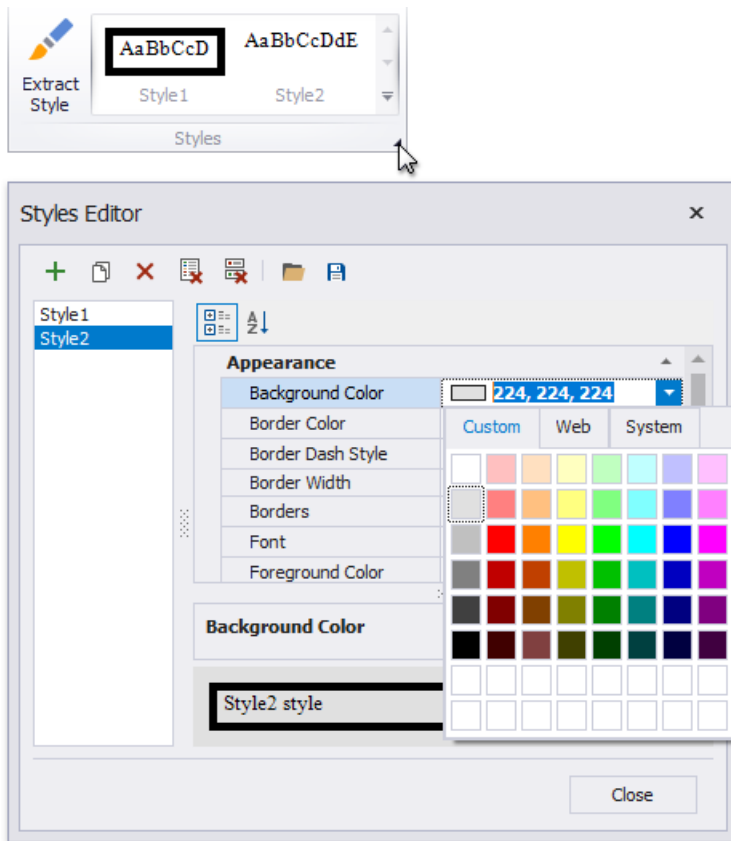 AaBbCcD AaBbCcDdE
Extract
Style
Style1 Style2
Styles
Styles Editor
Style1
Style2
A
Z
Appearance
Background Color 224, 224, 224
Border Color
Border Dash Style
Border Width
Borders
Font
Foreground Color
Custom Web System
Background Color
Style2 style
Close